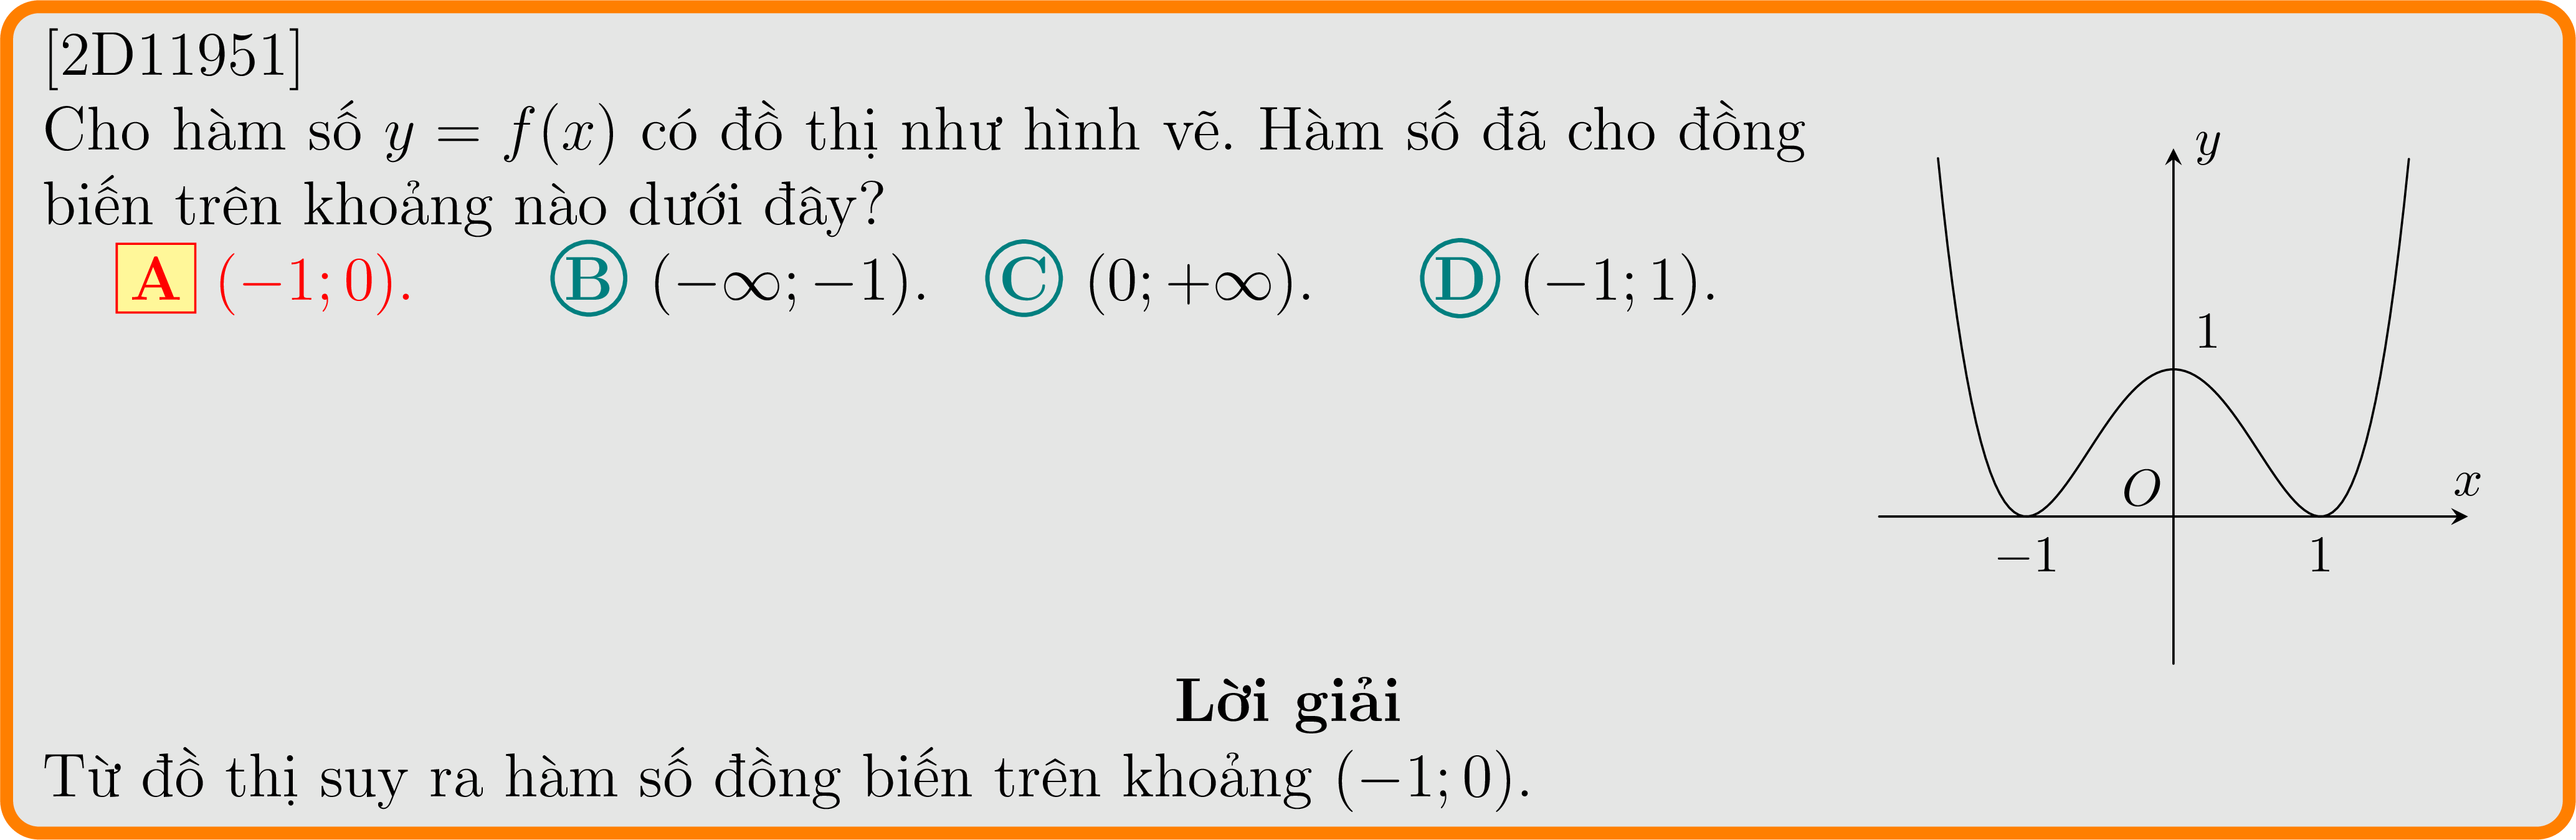 [2D11951]
Cho hàm số y = f(x) có đồ thị như hình vẽ. Hàm số đã cho đồng
biến trên khoảng nào dưới đây?
A (−1; 0). B (−∞; −1). C (0; +∞). D (−1; 1).
y
1
O
x
−1 1
Lời giải
Từ đồ thị suy ra hàm số đồng biến trên khoảng (−1; 0).